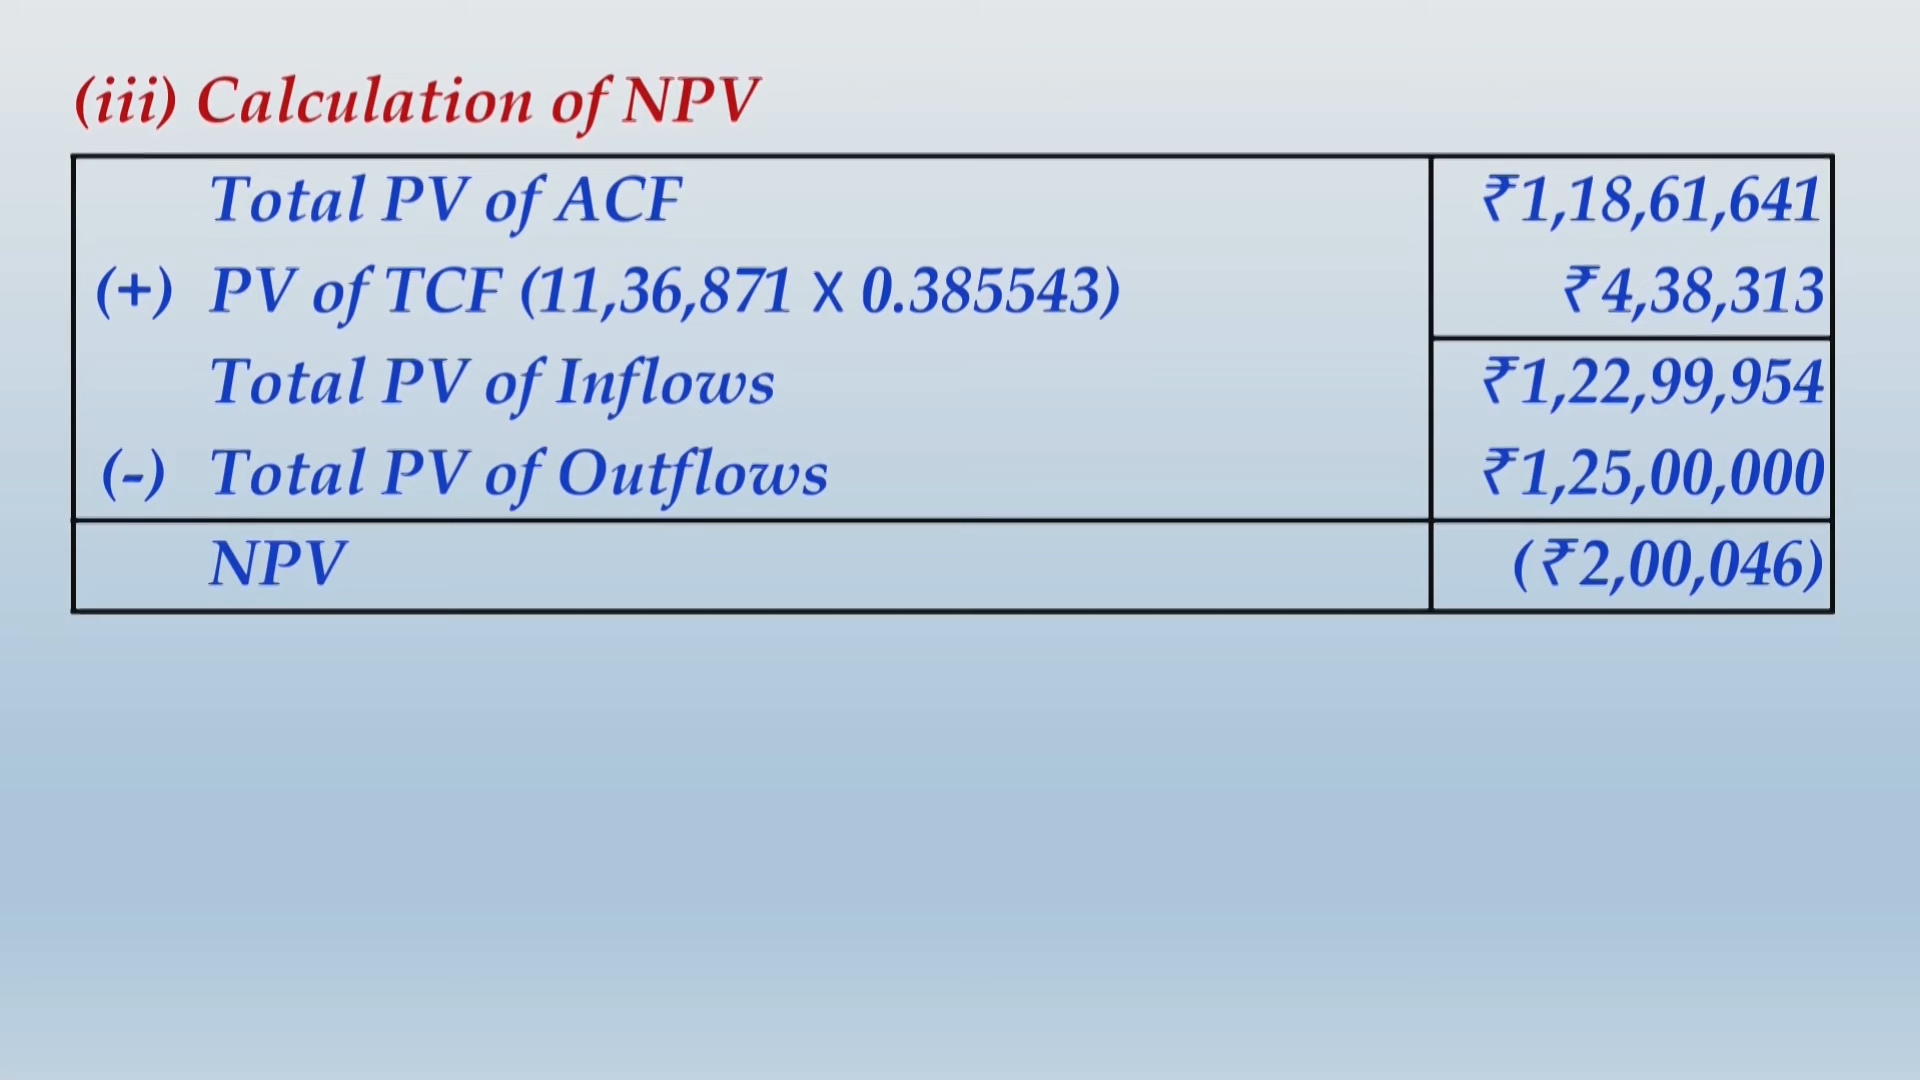 (iii) Calculation of NPV
Total PV of ACF ₹1,18,61,641
(+) PV of TCF (11,36,871 X 0.385543) ₹4,38,313
Total PV of Inflows ₹1,22,99,954
(-) Total PV of Outflows ₹1,25,00,000
NPV (₹2,00,046)